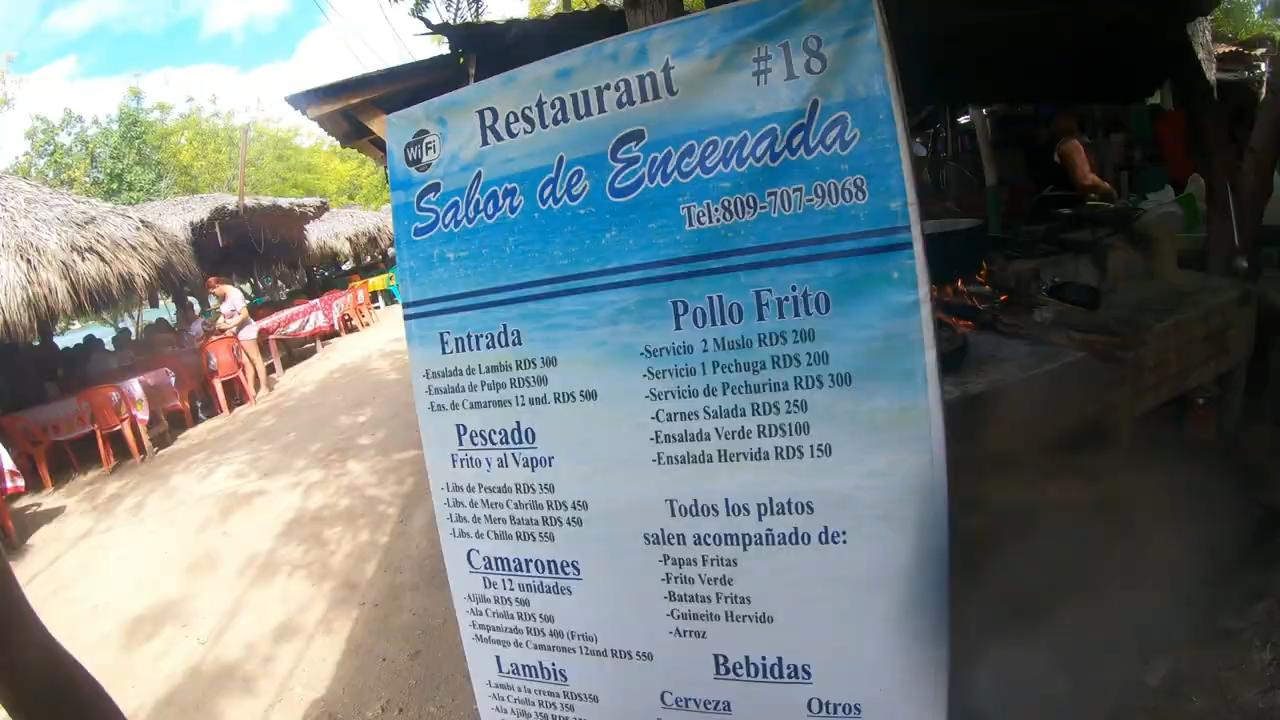 Restaurant #18
WiFi
Sabor de Encenada
Tel:809-707-9068
Entrada
-Ensalada de Lambis RD$ 300
-Ensalada de Pulpo RD$300
-Ens. de Camarones 12 und. RD$ 500
Pescado
Frito y al Vapor
- Libs de Pescado RD$ 350
-Libs. de Mero Cabrillo RD$ 450
-Libs. de Mero Batata RD$ 450
-Libs. de Chillo RD$ 550
Camarones
De 12 unidades
-Aljillo RD$ 500
-Ala Criolla RD$ 500
-Empanizado RD$ 400 (Frtio)
-Mofongo de Camarones 12und RD$ 550
Lambis
-Lambi a la crema RD$350
-Ala Criolla RD$ 350
-Ala Ajillo 350 RD$
Pollo Frito
-Servicio 2 Muslo RD$ 200
-Servicio 1 Pechuga RD$ 200
-Servicio de Pechurina RD$ 300
-Carnes Salada RD$ 250
-Ensalada Verde RD$100
-Ensalada Hervida RD$ 150
Todos los platos
salen acompañado de:
-Papas Fritas
-Frito Verde
-Batatas Fritas
-Guineito Hervido
-Arroz
Bebidas
Cerveza
Otros